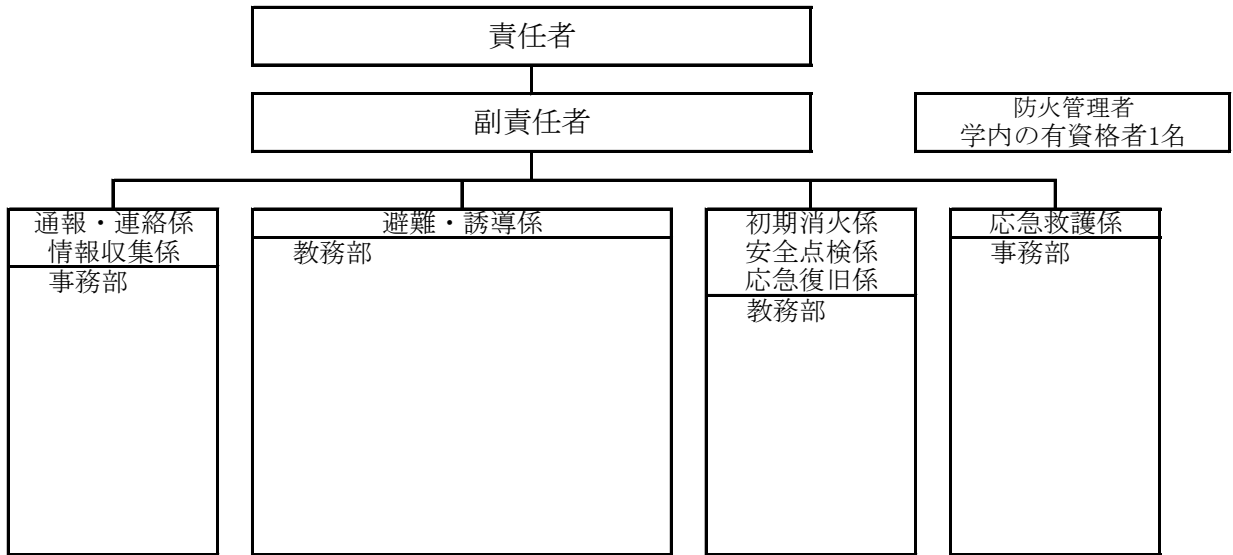 責任者
副責任者
防火管理者
学内の有資格者1名
通報・連絡係
情報収集係
事務部
避難・誘導係
教務部
初期消火係
安全点検係
応急復旧係
教務部
応急救護係
事務部